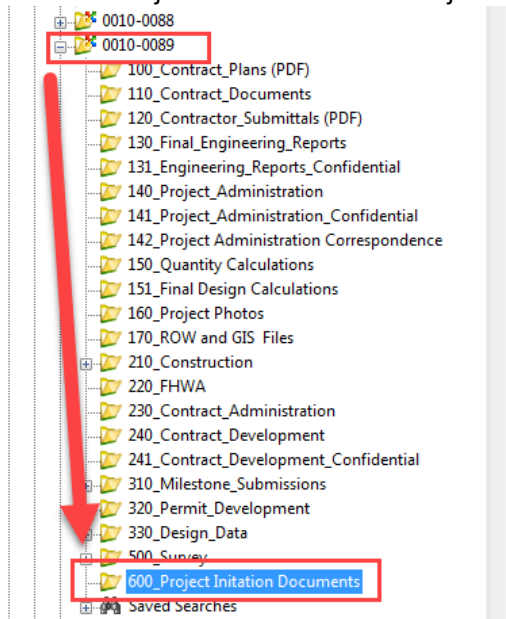 0010-0088
0010-0089
100_Contract_Plans (PDF)
110_Contract_Documents
120_Contractor_Submittals (PDF)
130_Final_Engineering_Reports
131_Engineering_Reports_Confidential
140_Project_Administration
141_Project_Administration_Confidential
142_Project Administration Correspondence
150_Quantity Calculations
151_Final Design Calculations
160_Project Photos
170_ROW and GIS Files
210_Construction
220_FHWA
230_Contract_Administration
240_Contract_Development
241_Contract_Development_Confidential
310_Milestone_Submissions
320_Permit_Development
330_Design_Data
500_Survey
600_Project Initation Documents
Saved Searches